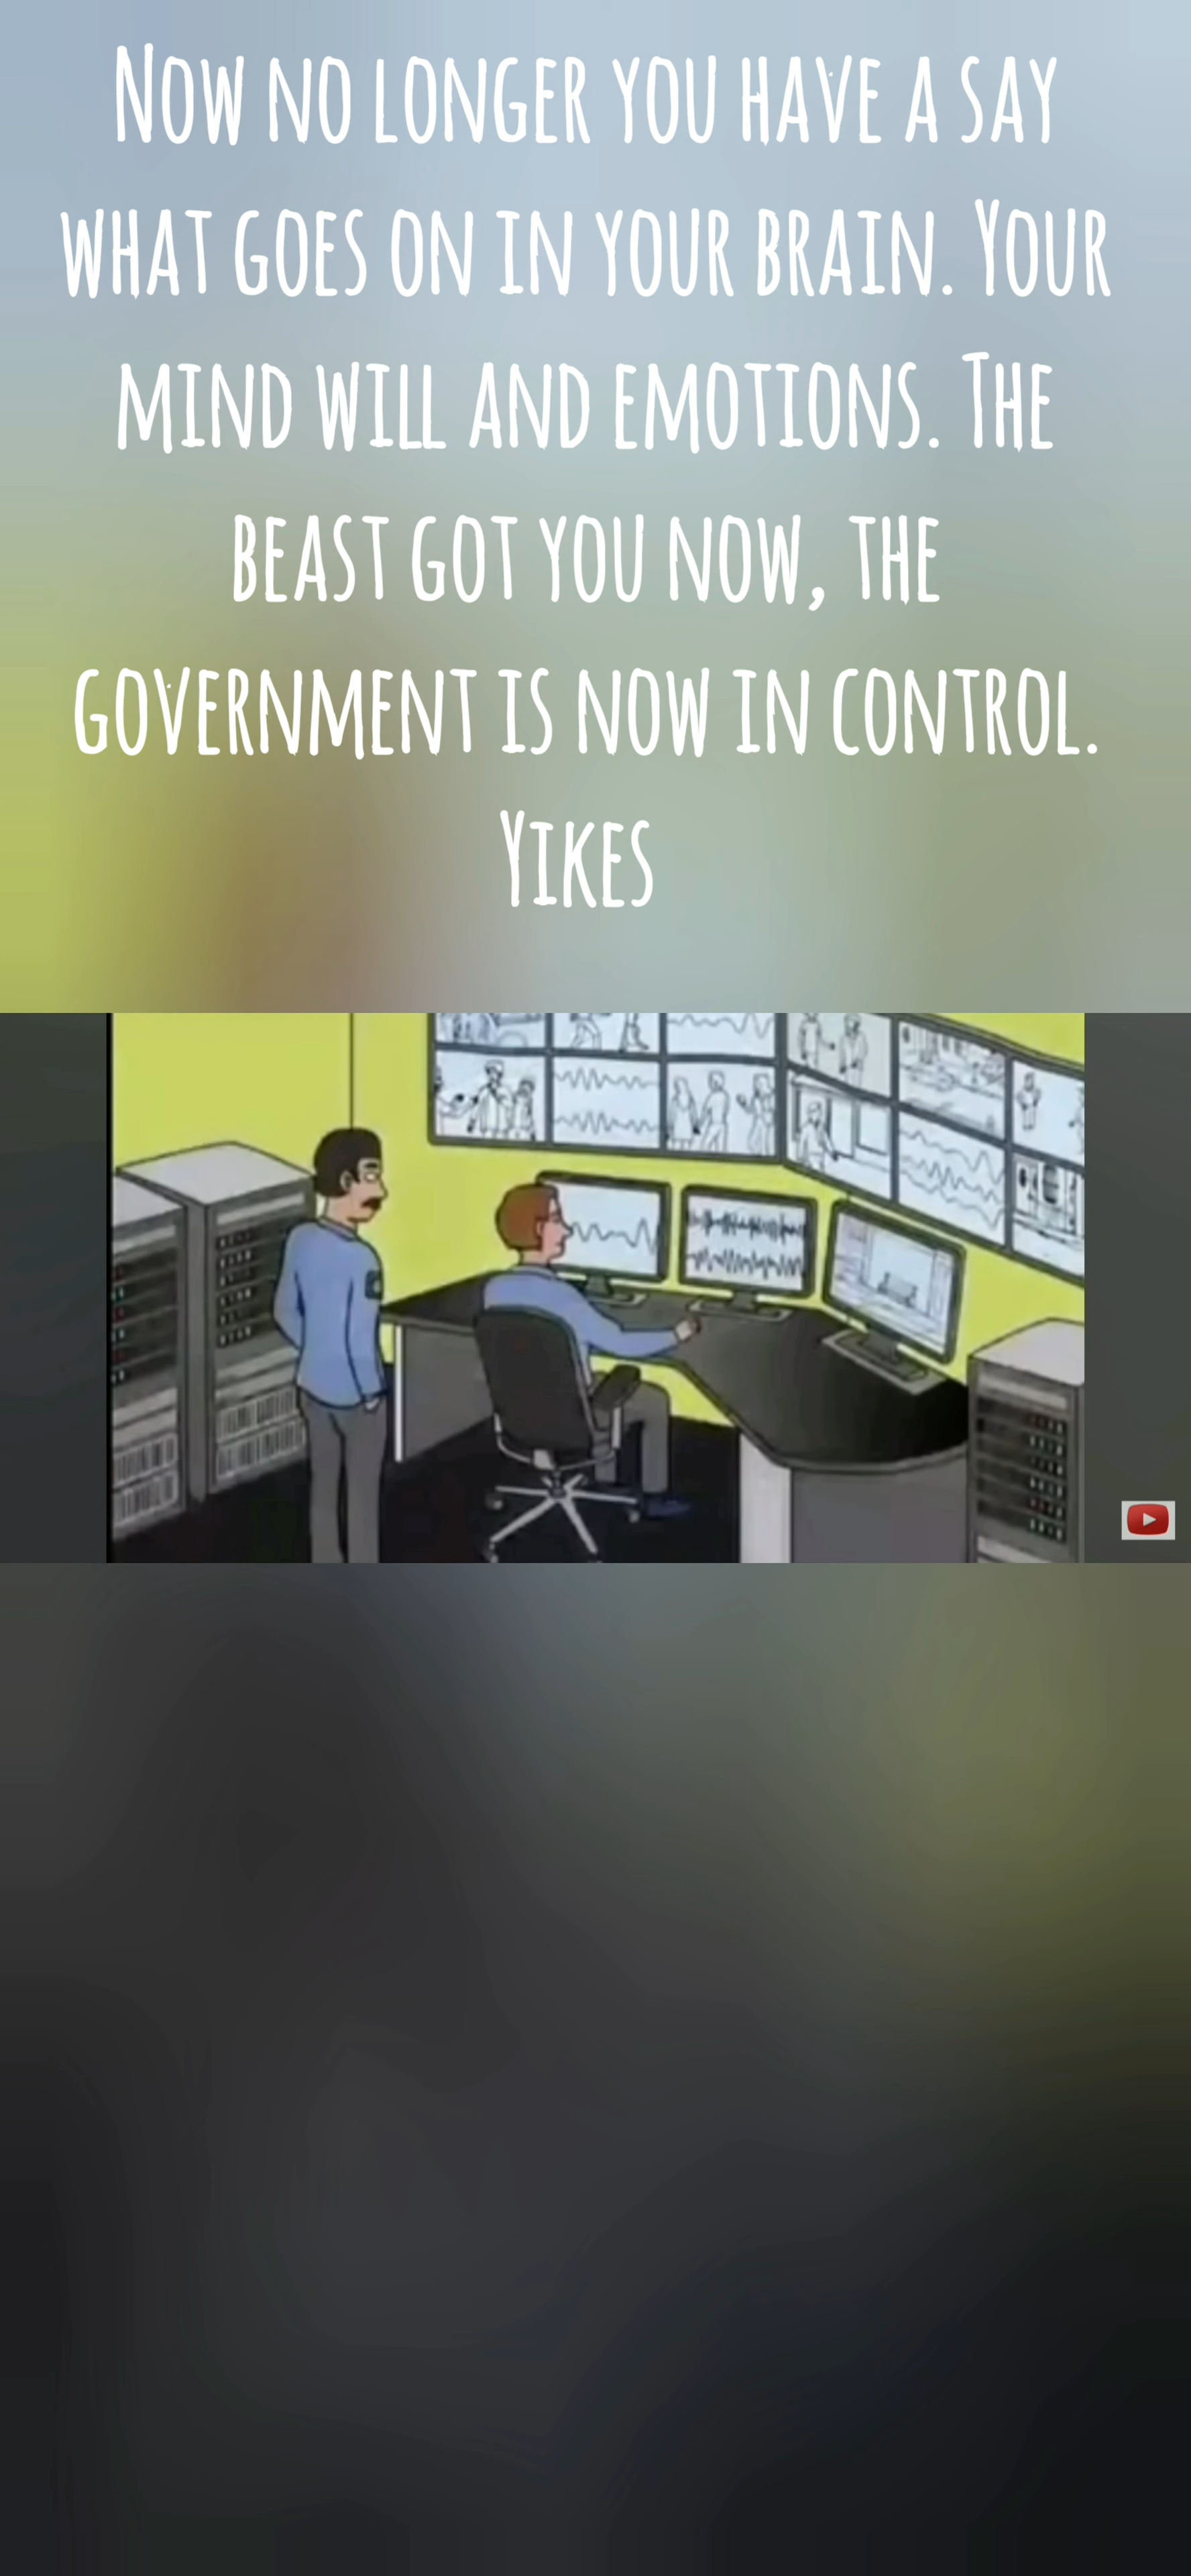 Now no longer you have a say
what goes on in your brain. Your
mind will and emotions. The
beast got you now, the
government is now in control.
Yikes